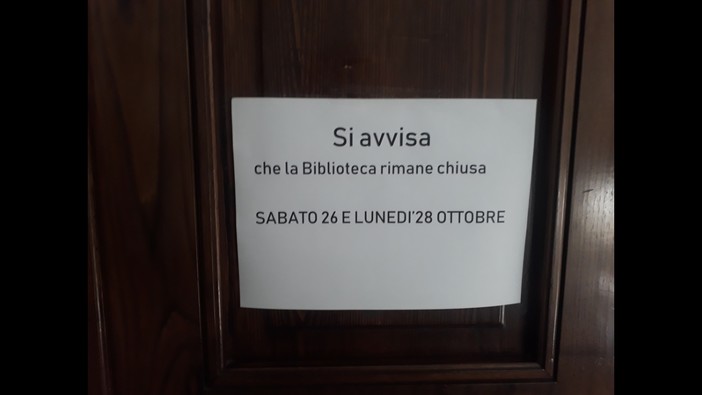 Si avvisa
che la Biblioteca rimane chiusa
SABATO 26 E LUNEDI'28 OTTOBRE